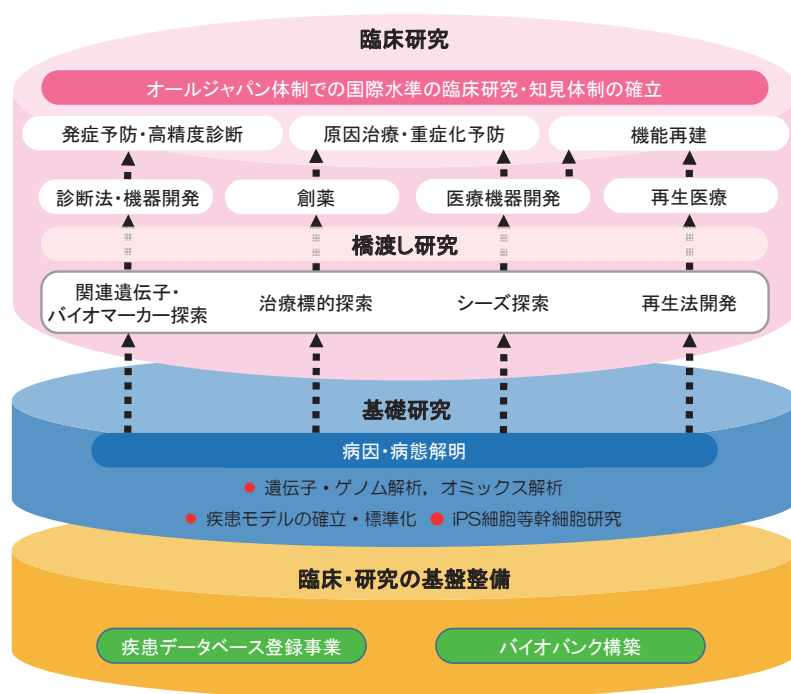 臨床研究
オールジャパン体制での国際水準の臨床研究・知見体制の確立
発症予防・高精度診断
原因治療・重症化予防
機能再建
診断法・機器開発
創薬
医療機器開発
再生医療
橋渡し研究
関連遺伝子・
バイオマーカー探索
治療標的探索
シーズ探索
再生法開発
基礎研究
病因・病態解明
● 遺伝子・ゲノム解析，オミックス解析
● 疾患モデルの確立・標準化 ● iPS細胞等幹細胞研究
臨床・研究の基盤整備
疾患データベース登録事業
バイオバンク構築